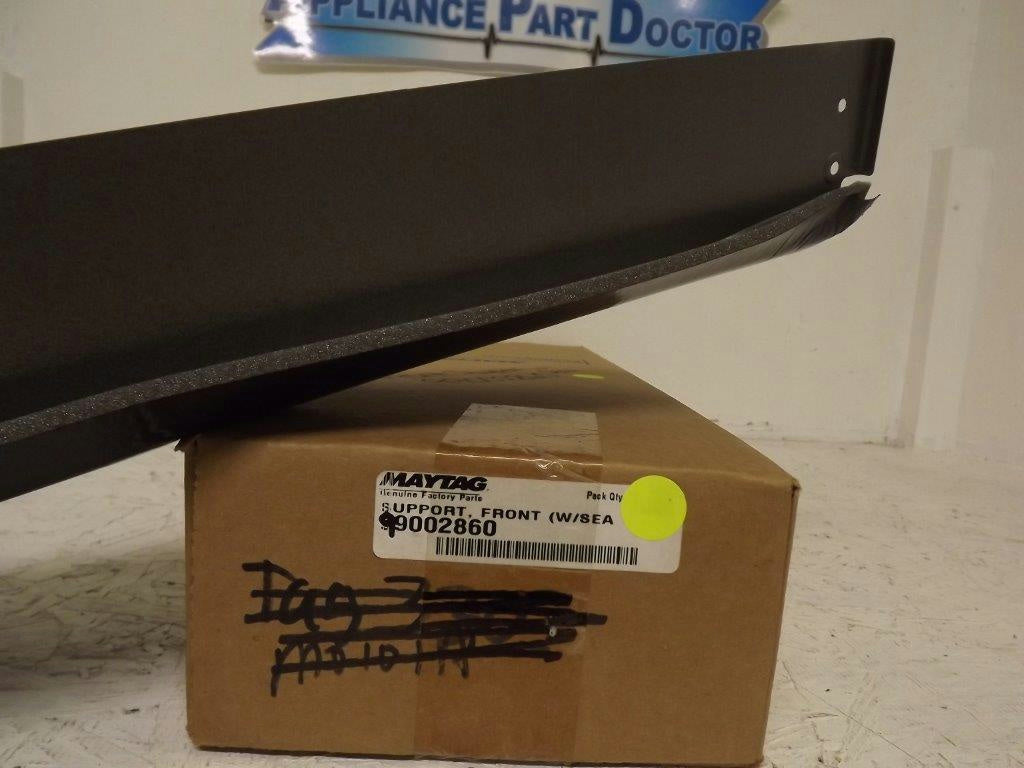 APPLIANCE PART DOCTOR
MAYTAG
Genuine Factory Parts
Pack Qty
SUPPORT, FRONT (W/SEA
99002860